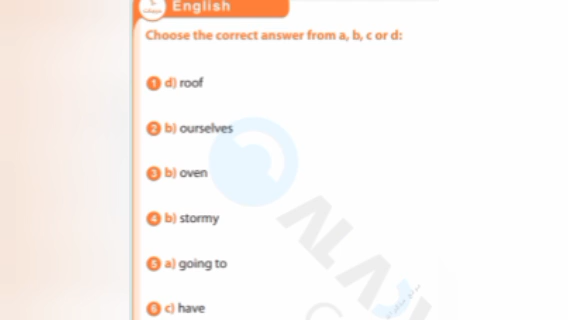 English
Choose the correct answer from a, b, c or d:
1 d) roof
2 b) ourselves
3 b) oven
4 b) stormy
5 a) going to
6 c) have